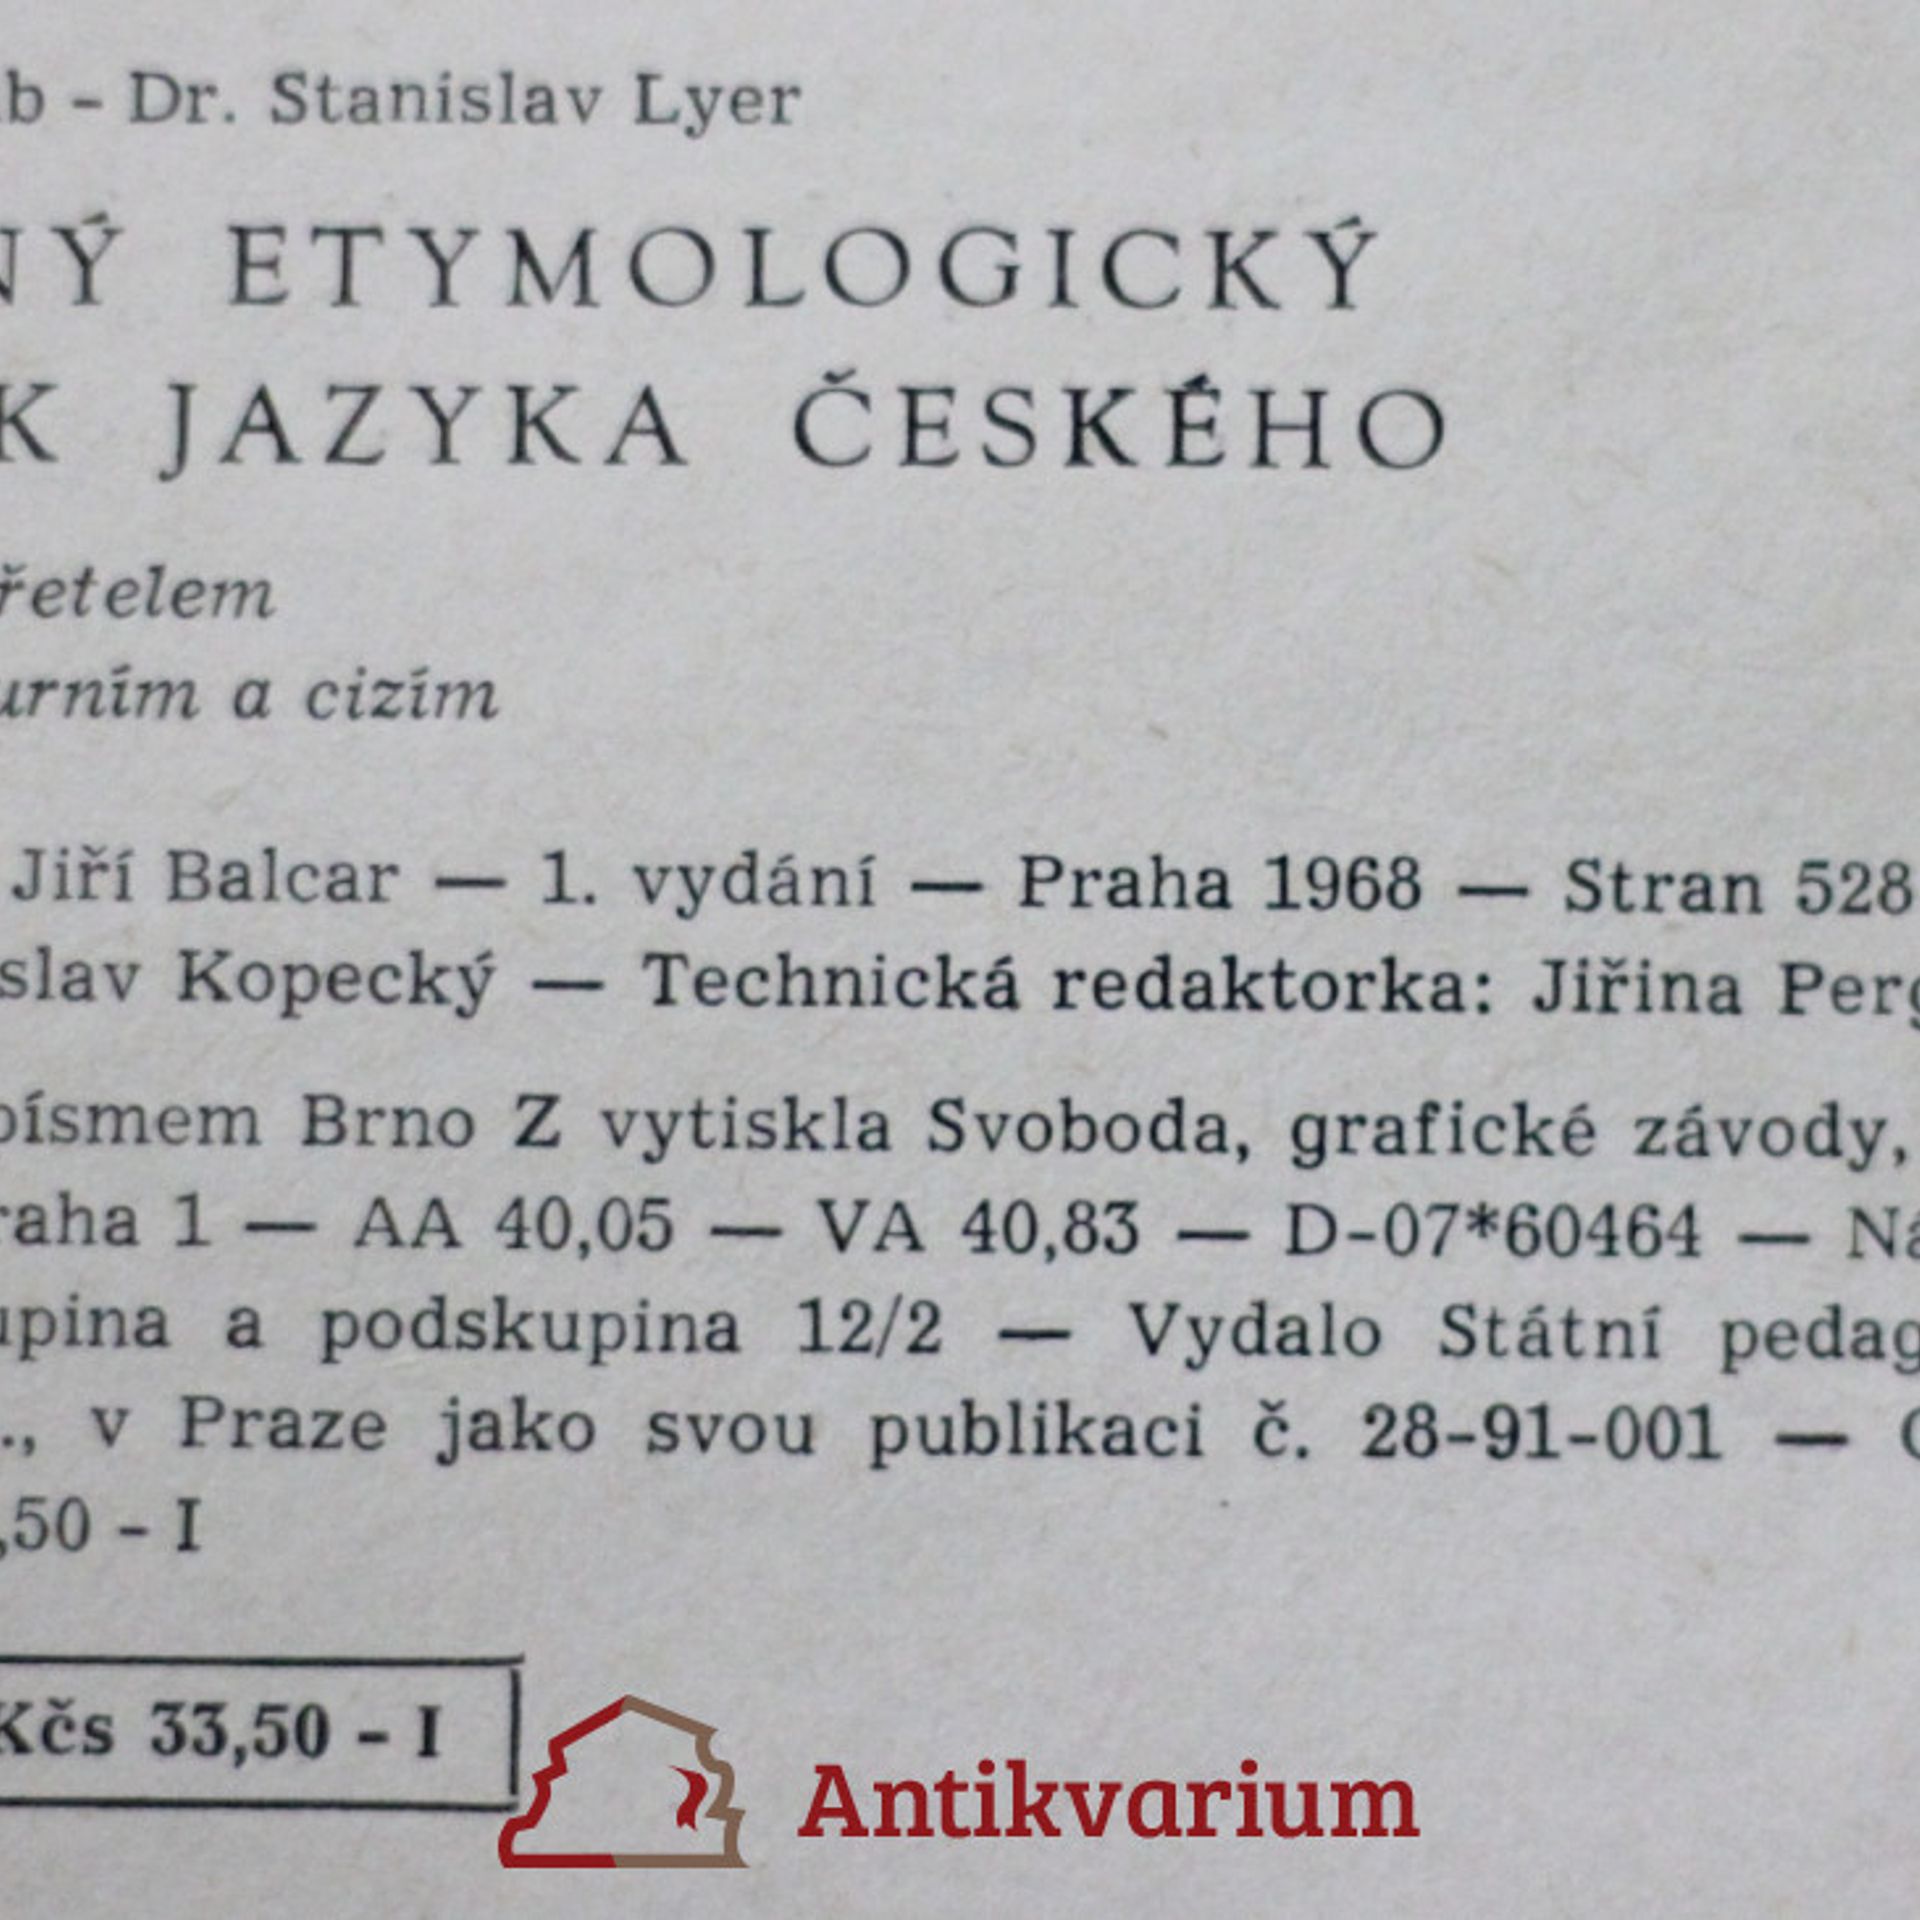 b - Dr. Stanislav Lyer
NÝ ETYMOLOGICKÝ
K JAZYKA ČESKÉHO
řetelem
urním a cizím
Jiří Balcar — 1. vydání — Praha 1968 — Stran 528
slav Kopecký — Technická redaktorka: Jiřina Perg
písmem Brno Z vytiskla Svoboda, grafické závody,
raha 1 — AA 40,05 — VA 40,83 — D-07*60464 — Ná
upina a podskupina 12/2 — Vydalo Státní pedag
., v Praze jako svou publikaci č. 28-91-001 —
,50 - I
Kčs 33,50 - I
Antikvarium